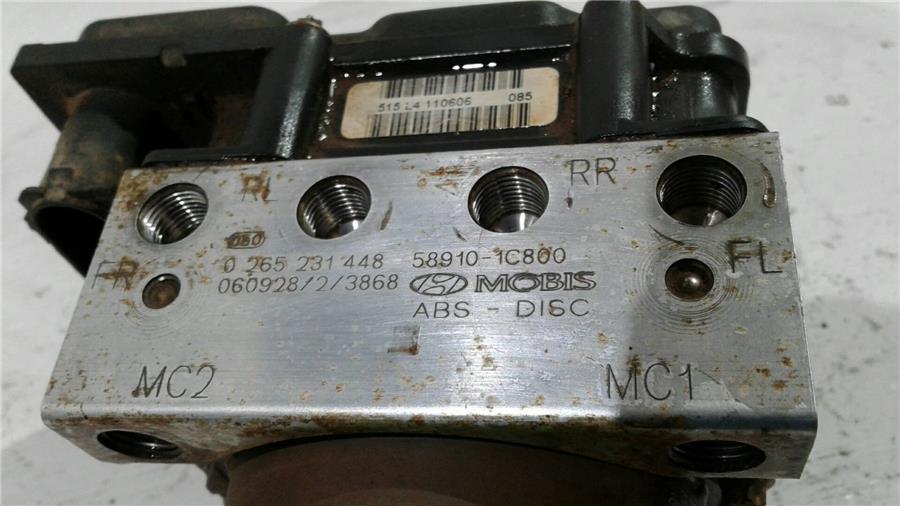 515 L4 110606 085
RL RR
060
0 265 231 448 58910-1C800
FR FL
060928/2/3868 MOBIS
ABS - DISC
MC2 MC1